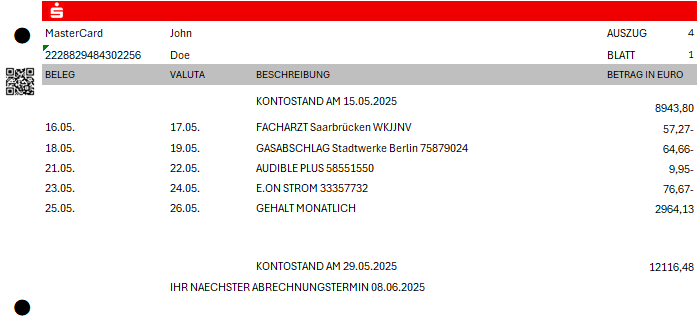 MasterCard John AUSZUG 4
2228829484302256 Doe BLATT 1
BELEG VALUTA BESCHREIBUNG BETRAG IN EURO
KONTOSTAND AM 15.05.2025 8943,80
16.05. 17.05. FACHARZT Saarbrücken WKJJNV 57,27-
18.05. 19.05. GASABSCHLAG Stadtwerke Berlin 75879024 64,66-
21.05. 22.05. AUDIBLE PLUS 58551550 9,95-
23.05. 24.05. E.ON STROM 33357732 76,67-
25.05. 26.05. GEHALT MONATLICH 2964,13
KONTOSTAND AM 29.05.2025 12116,48
IHR NAECHSTER ABRECHNUNGSTERMIN 08.06.2025